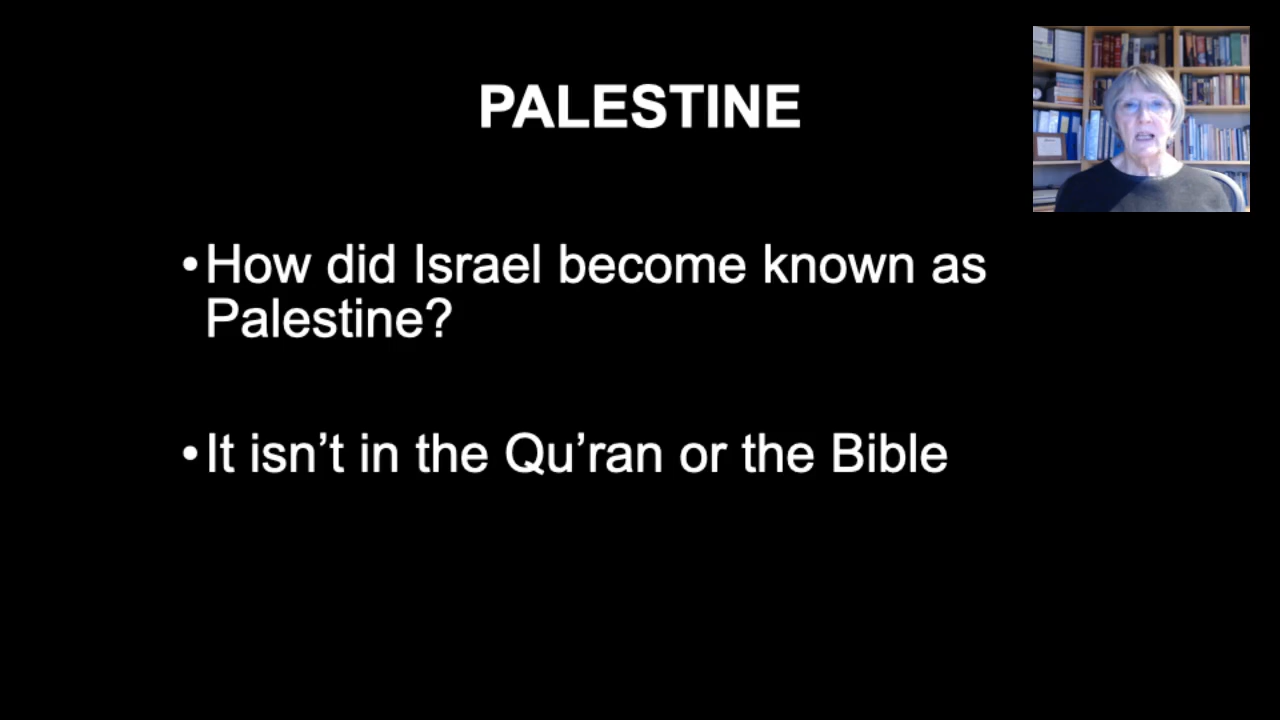 PALESTINE
•How did Israel become known as
Palestine?
•It isn’t in the Qu’ran or the Bible